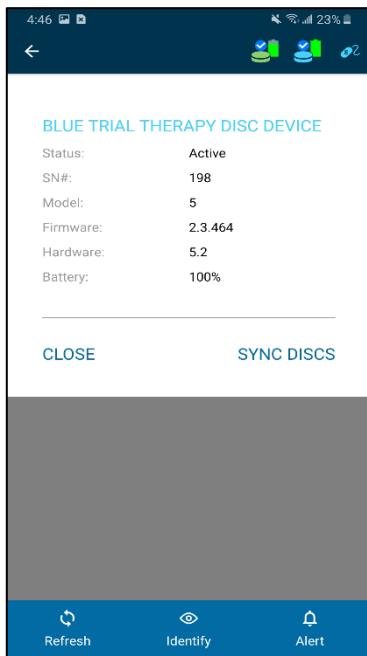 4:46 23%
BLUE TRIAL THERAPY DISC DEVICE
Status: Active
SN#: 198
Model: 5
Firmware: 2.3.464
Hardware: 5.2
Battery: 100%
CLOSE SYNC DISCS
Refresh Identify Alert